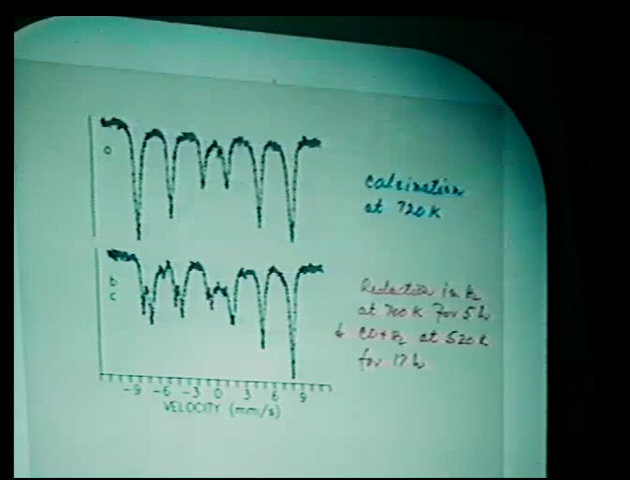 a
calcination
at 720 K
b
c
Reduction in H2
at 700 K for 5 h
& CO+H2 at 520 K
for 17 h
-9 -6 -3 0 3 6 9
VELOCITY (mm/s)